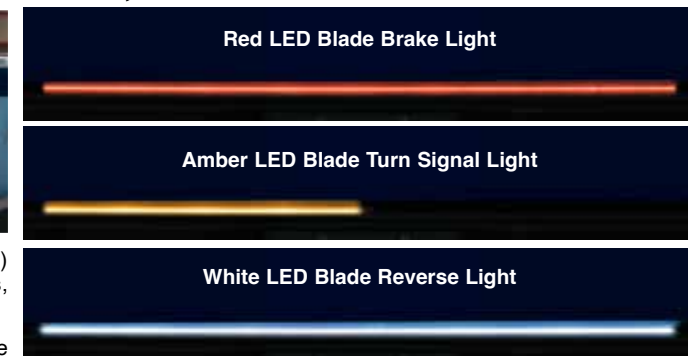 Red LED Blade Brake Light
Amber LED Blade Turn Signal Light
White LED Blade Reverse Light
)
,
e